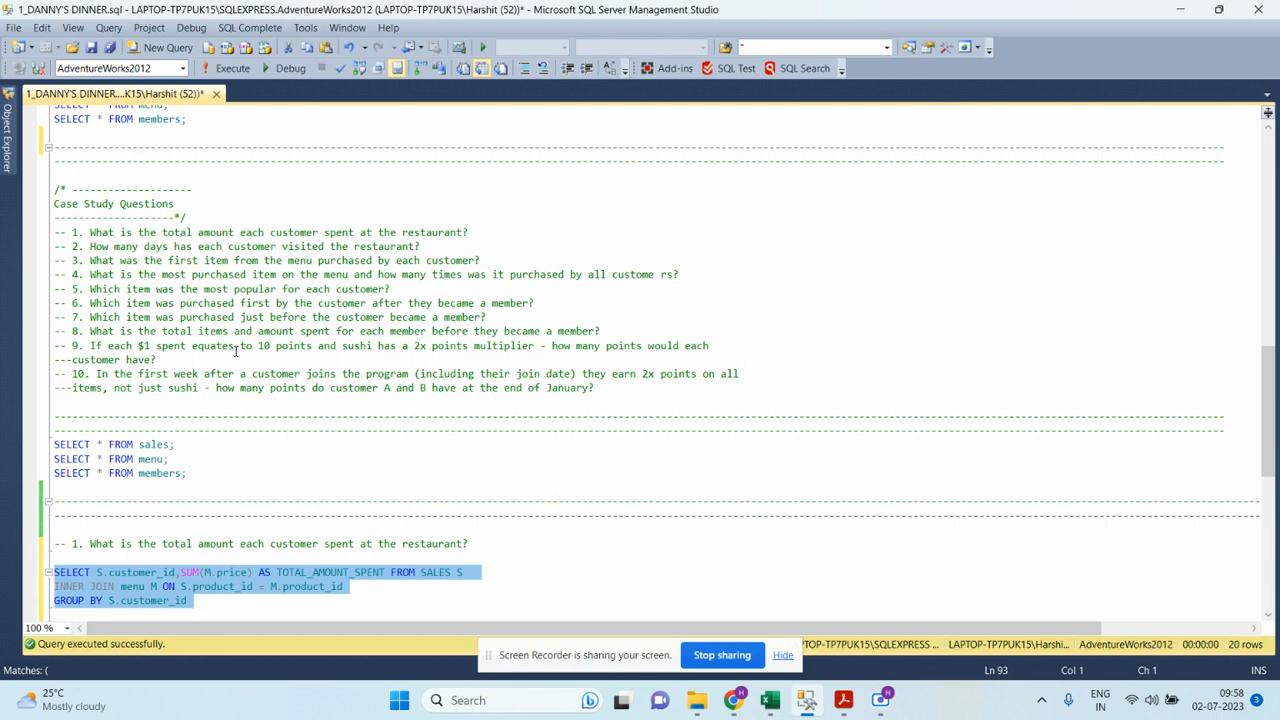 1_DANNY'S DINNER.sql - LAPTOP-TP7PUK15\SQLEXPRESS.AdventureWorks2012 (LAPTOP-TP7PUK15\Harshit (52))* - Microsoft SQL Server Management Studio
File Edit View Query Project Debug SQL Complete Tools Window Help
New Query
AdventureWorks2012 Execute Debug Add-ins SQL Test SQL Search
1_DANNY'S DINNER....K15\Harshit (52))*
Object Explorer
SELECT * FROM menu;
SELECT * FROM members;
/* --------------------
Case Study Questions
--------------------*/
-- 1. What is the total amount each customer spent at the restaurant?
-- 2. How many days has each customer visited the restaurant?
-- 3. What was the first item from the menu purchased by each customer?
-- 4. What is the most purchased item on the menu and how many times was it purchased by all custome rs?
-- 5. Which item was the most popular for each customer?
-- 6. Which item was purchased first by the customer after they became a member?
-- 7. Which item was purchased just before the customer became a member?
-- 8. What is the total items and amount spent for each member before they became a member?
-- 9. If each $1 spent equates to 10 points and sushi has a 2x points multiplier - how many points would each
---customer have?
-- 10. In the first week after a customer joins the program (including their join date) they earn 2x points on all
---items, not just sushi - how many points do customer A and B have at the end of January?
SELECT * FROM sales;
SELECT * FROM menu;
SELECT * FROM members;
-- 1. What is the total amount each customer spent at the restaurant?
SELECT S.customer_id,SUM(M.price) AS TOTAL_AMOUNT_SPENT FROM SALES S
INNER JOIN menu M ON S.product_id = M.product_id
GROUP BY S.customer_id
100 %
Query executed successfully. TP7PUK15\SQLEXPRESS ... LAPTOP-TP7PUK15\Harshi... AdventureWorks2012 00:00:00 20 rows
Screen Recorder is sharing your screen. Stop sharing Hide
Matches: ( Ln 93 Col 1 Ch 1 INS
25°C
Mostly cloudy
Search
ENG
IN
09:58
02-07-2023
3